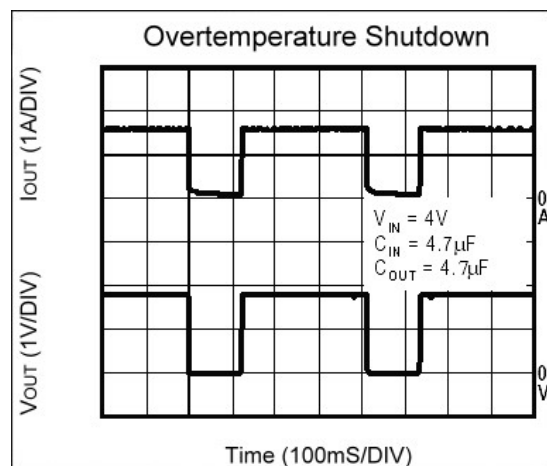 Overtemperature Shutdown
IOUT (1A/DIV)
0
A
VIN = 4V
CIN = 4.7µF
COUT = 4.7µF
VOUT (1V/DIV)
0
V
Time (100mS/DIV)